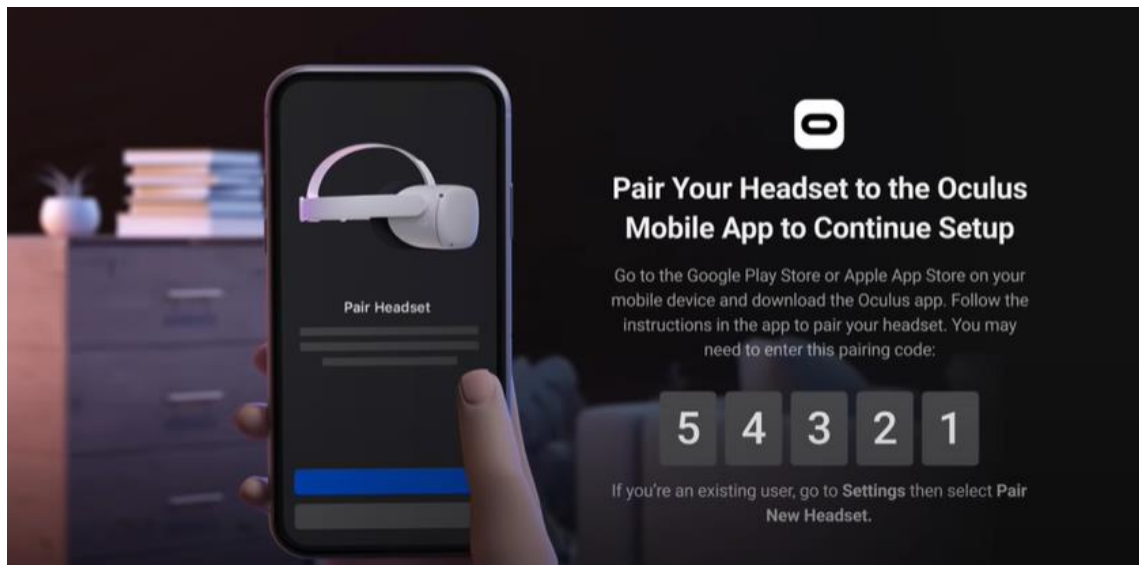 Pair Headset
Pair Your Headset to the Oculus
Mobile App to Continue Setup
Go to the Google Play Store or Apple App Store on your
mobile device and download the Oculus app. Follow the
instructions in the app to pair your headset. You may
need to enter this pairing code:
5 4 3 2 1
If you're an existing user, go to Settings then select Pair
New Headset.